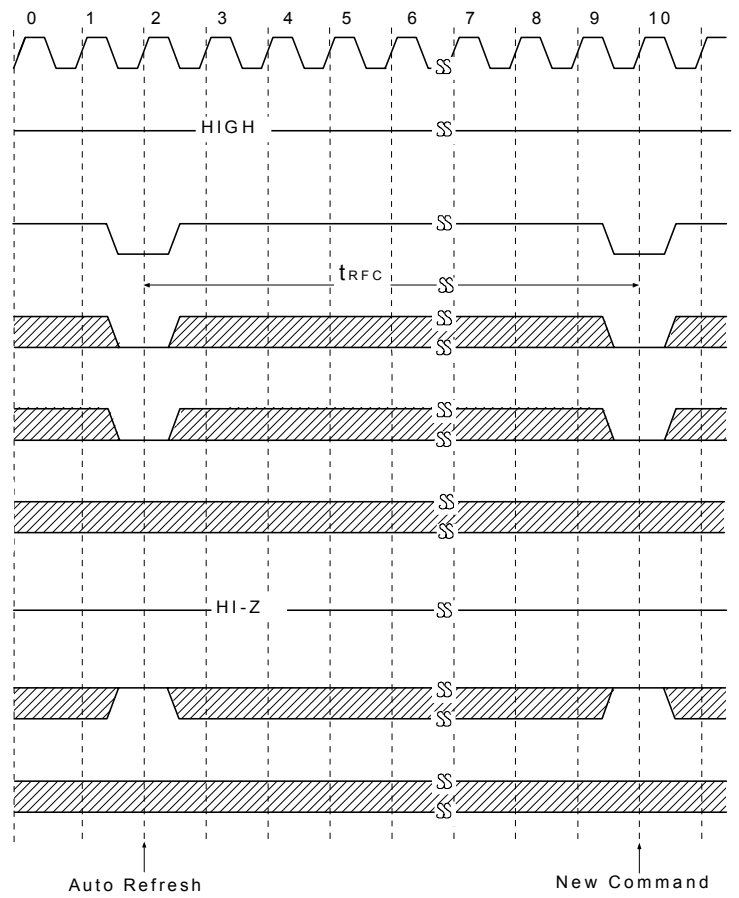 0 1 2 3 4 5 6 7 8 9 10
HIGH
tRFC
HI-Z
Auto Refresh
New Command